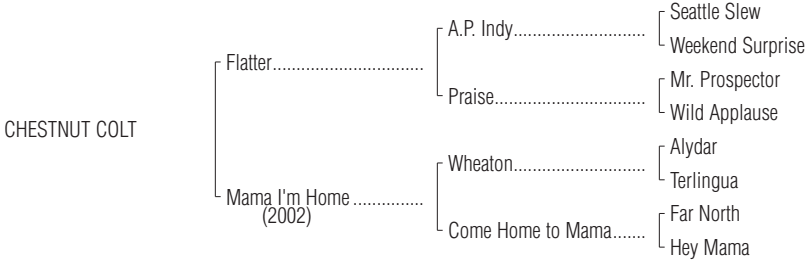 Seattle Slew
A.P. Indy..............................
Weekend Surprise
Flatter...................................
Mr. Prospector
Praise...................................
Wild Applause
CHESTNUT COLT
Alydar
Wheaton..............................
Terlingua
Mama I'm Home ................
(2002)
Far North
Come Home to Mama.......
Hey Mama